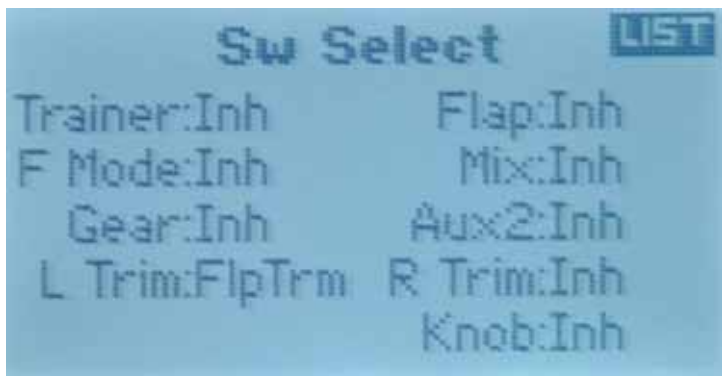 Sw Select LIST
Trainer:Inh Flap:Inh
F Mode:Inh Mix:Inh
Gear:Inh Aux2:Inh
L Trim:FlpTrm R Trim:Inh
Knob:Inh